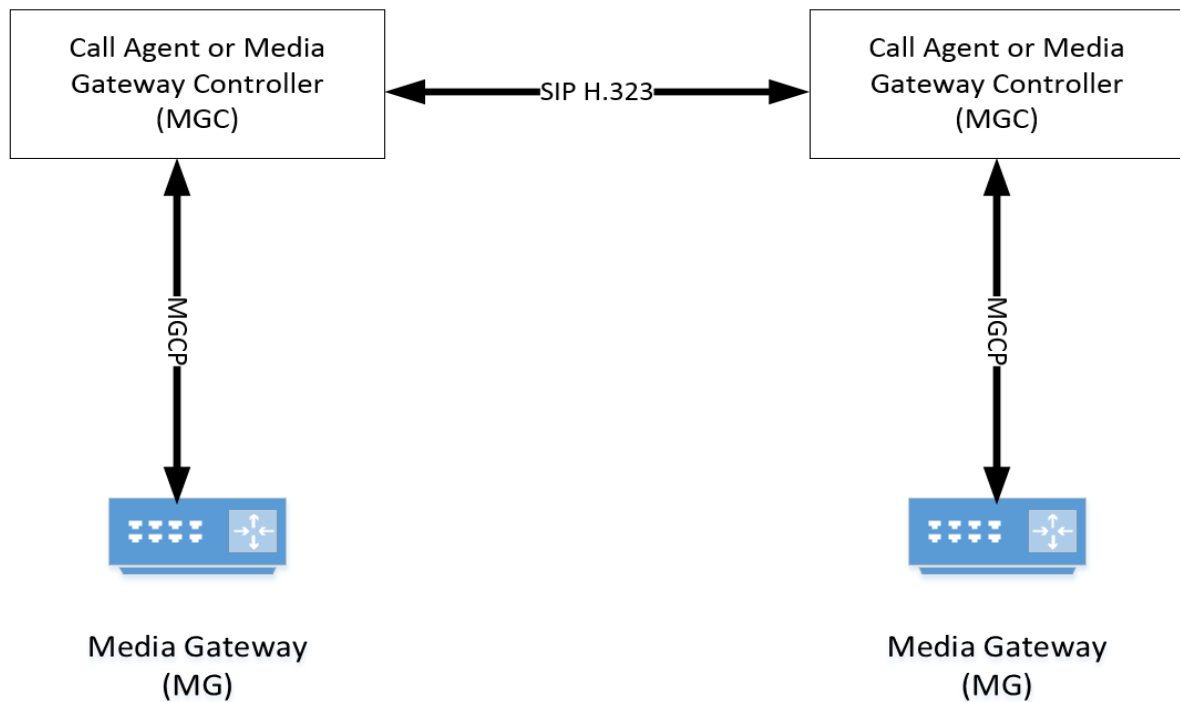 Call Agent or Media
Gateway Controller
(MGC)
SIP H.323
Call Agent or Media
Gateway Controller
(MGC)
MGCP
MGCP
Media Gateway
(MG)
Media Gateway
(MG)